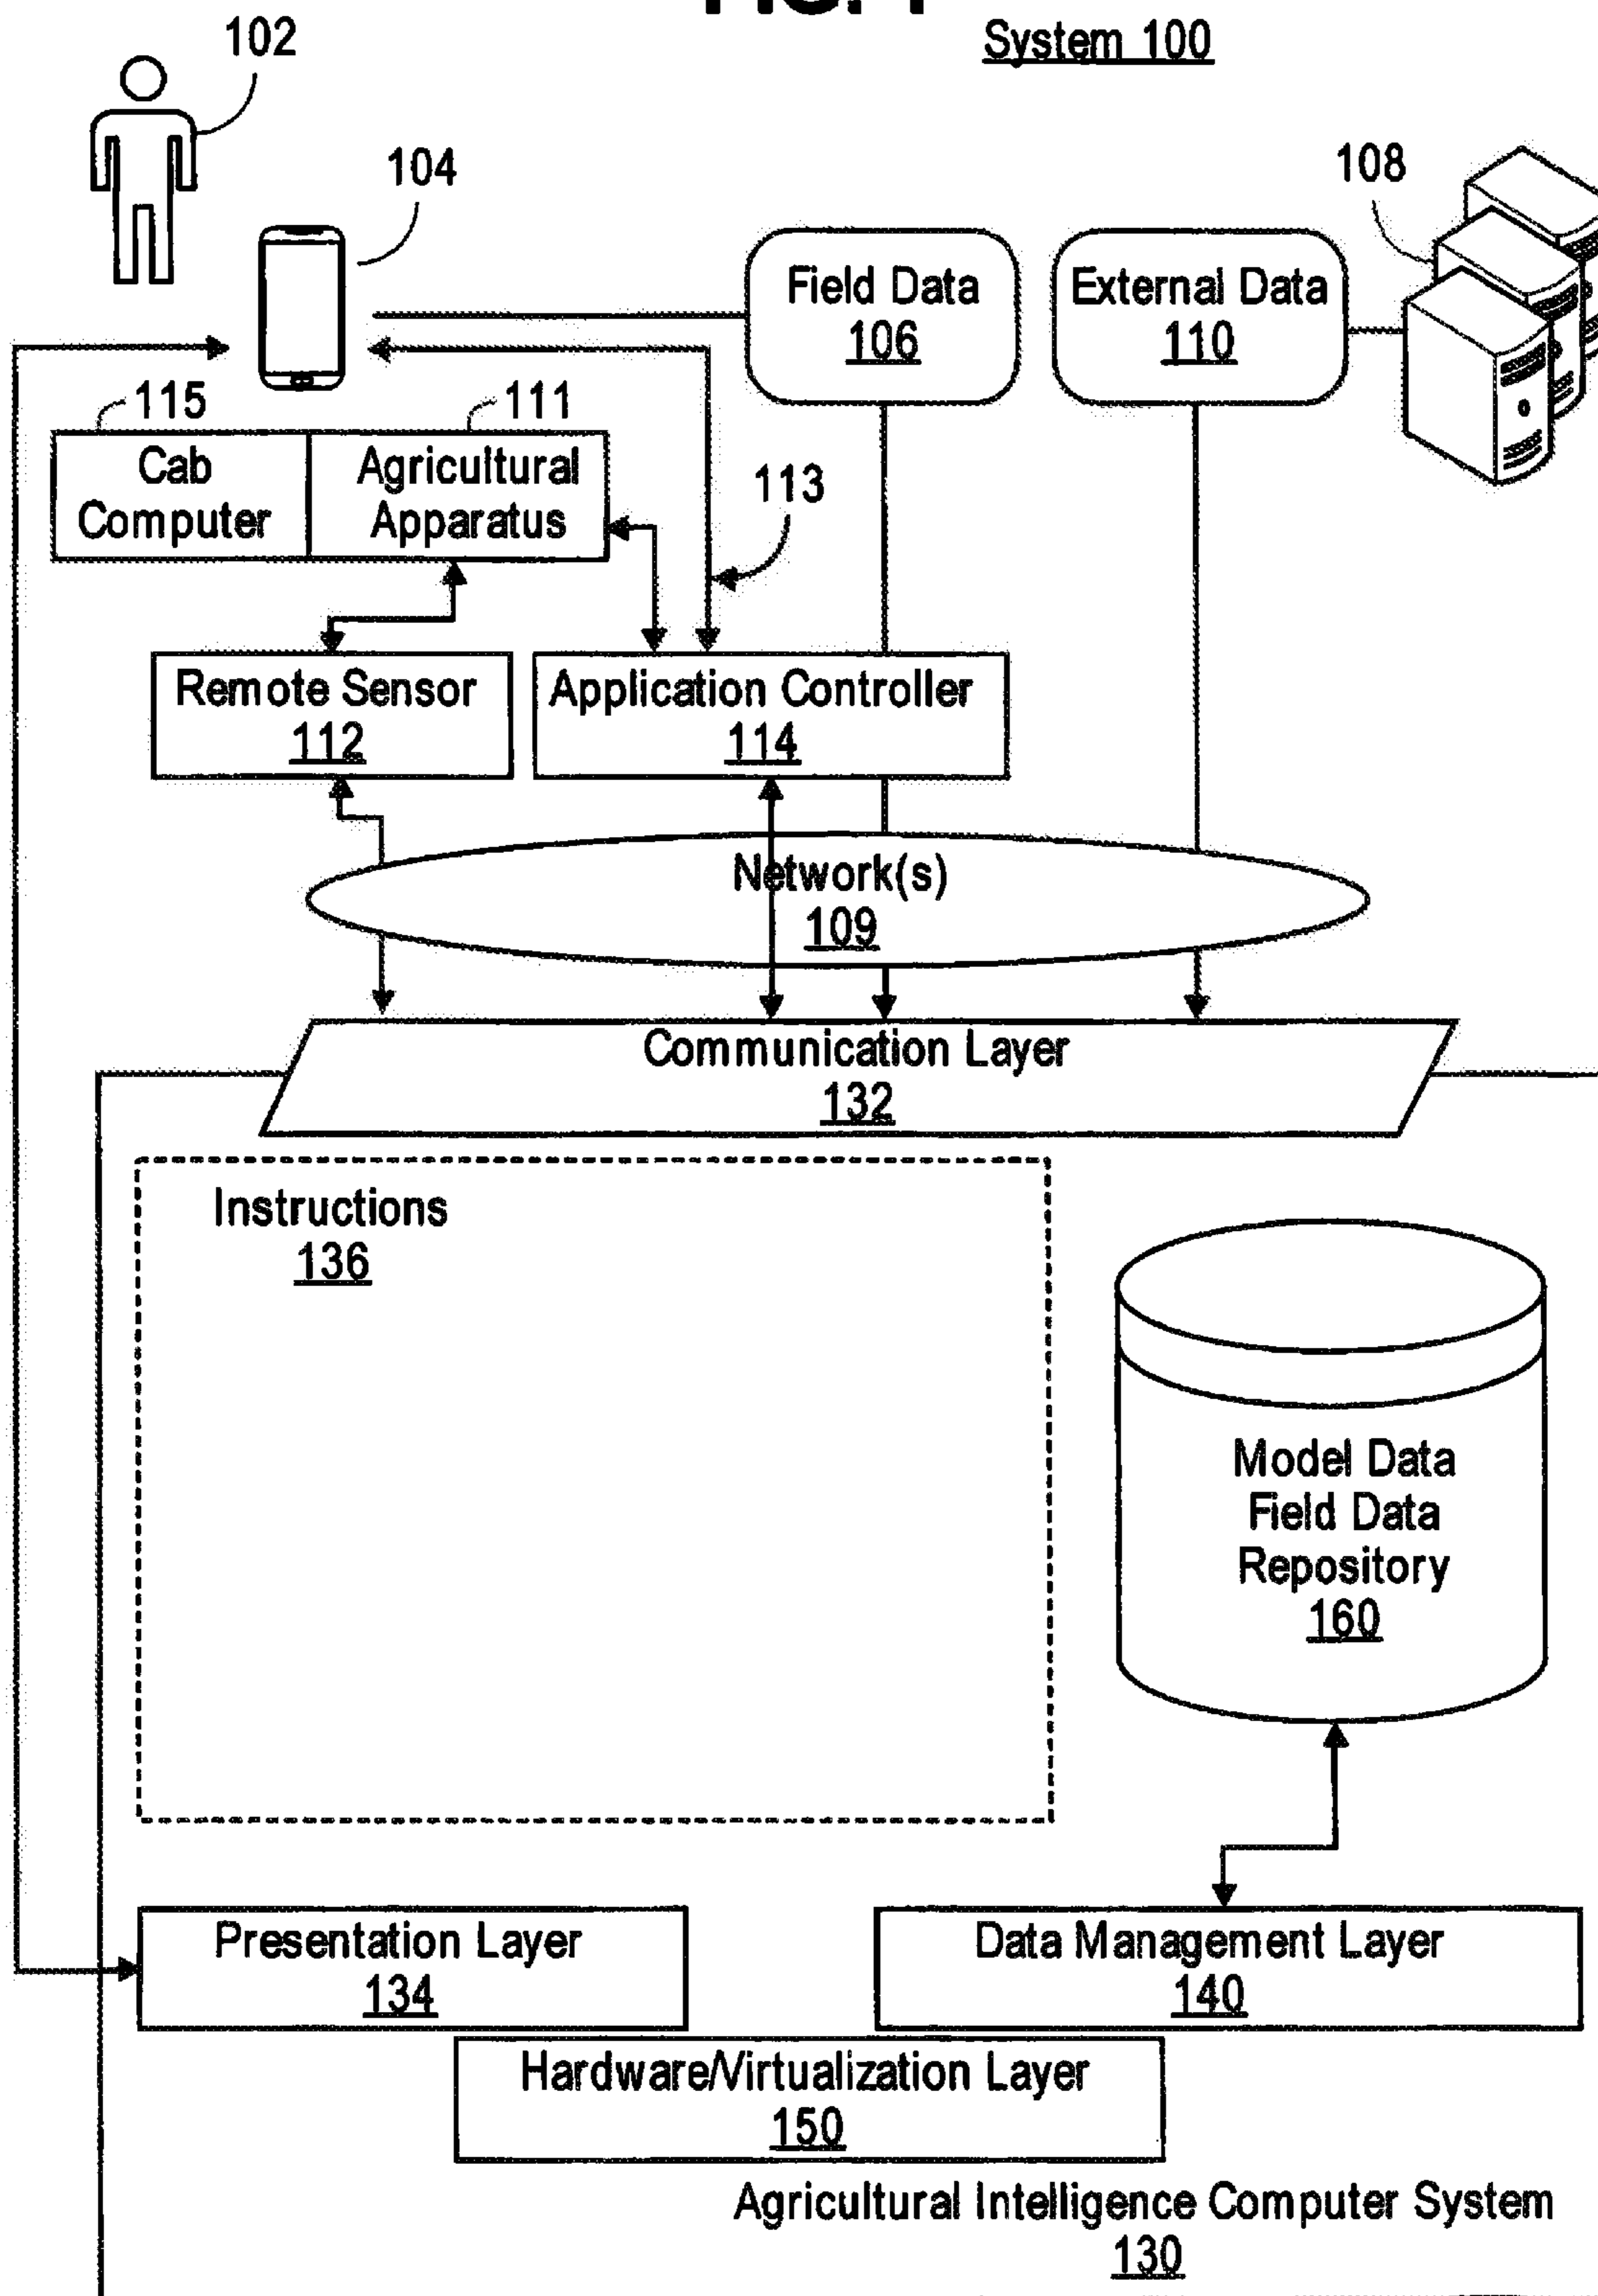 System 100
102
104
108
Field Data
106
External Data
110
115
111
Cab
Computer
Agricultural
Apparatus
113
Remote Sensor
112
Application Controller
114
Network(s)
109
Communication Layer
132
Instructions
136
Model Data
Field Data
Repository
160
Presentation Layer
134
Data Management Layer
140
Hardware/Virtualization Layer
150
Agricultural Intelligence Computer System
130